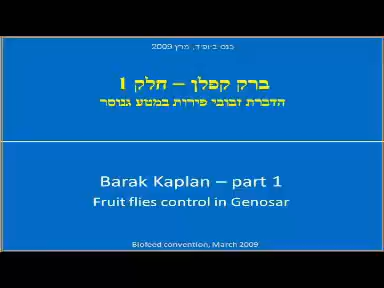 כנס ביופיד, מרץ 2009
ברק קפלן – חלק 1
הדברת זבובי פירות במטע גנוסר
Barak Kaplan – part 1
Fruit flies control in Genosar
Biofeed convention, March 2009